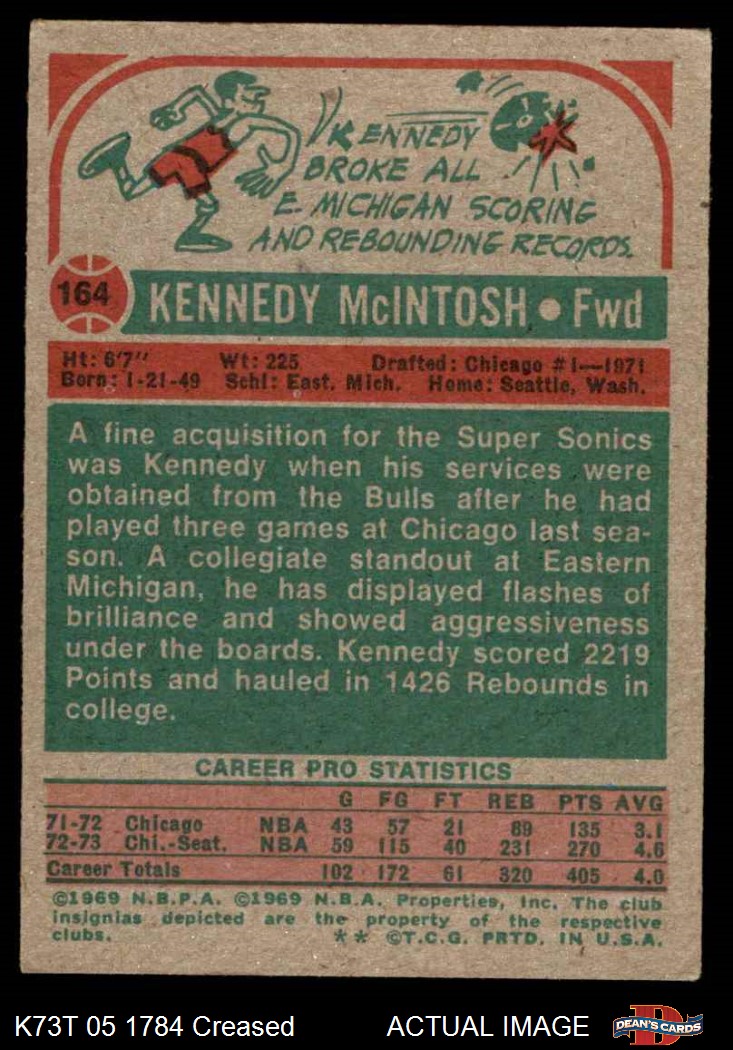 KENNEDY
BROKE ALL
E. MICHIGAN SCORING
AND REBOUNDING RECORDS.
164 KENNEDY McINTOSH • Fwd
Ht: 6'7" Wt: 225 Drafted: Chicago #1—1971
Born: 1-21-49 Schl: East. Mich. Home: Seattle, Wash.
A fine acquisition for the Super Sonics
was Kennedy when his services were
obtained from the Bulls after he had
played three games at Chicago last sea-
son. A collegiate standout at Eastern
Michigan, he has displayed flashes of
brilliance and showed aggressiveness
under the boards. Kennedy scored 2219
Points and hauled in 1426 Rebounds in
college.
CAREER PRO STATISTICS
G FG FT REB PTS AVG
71-72 Chicago NBA 43 57 21 89 135 3.1
72-73 Chi.-Seat. NBA 59 115 40 231 270 4.6
Career Totals 102 172 61 320 405 4.0
©1969 N.B.P.A. ©1969 N.B.A. Properties, Inc. The club
insignias depicted are the property of the respective
clubs. ** ©T.C.G. PRTD. IN U.S.A.
K73T 05 1784 Creased ACTUAL IMAGE DEAN'S CARDS